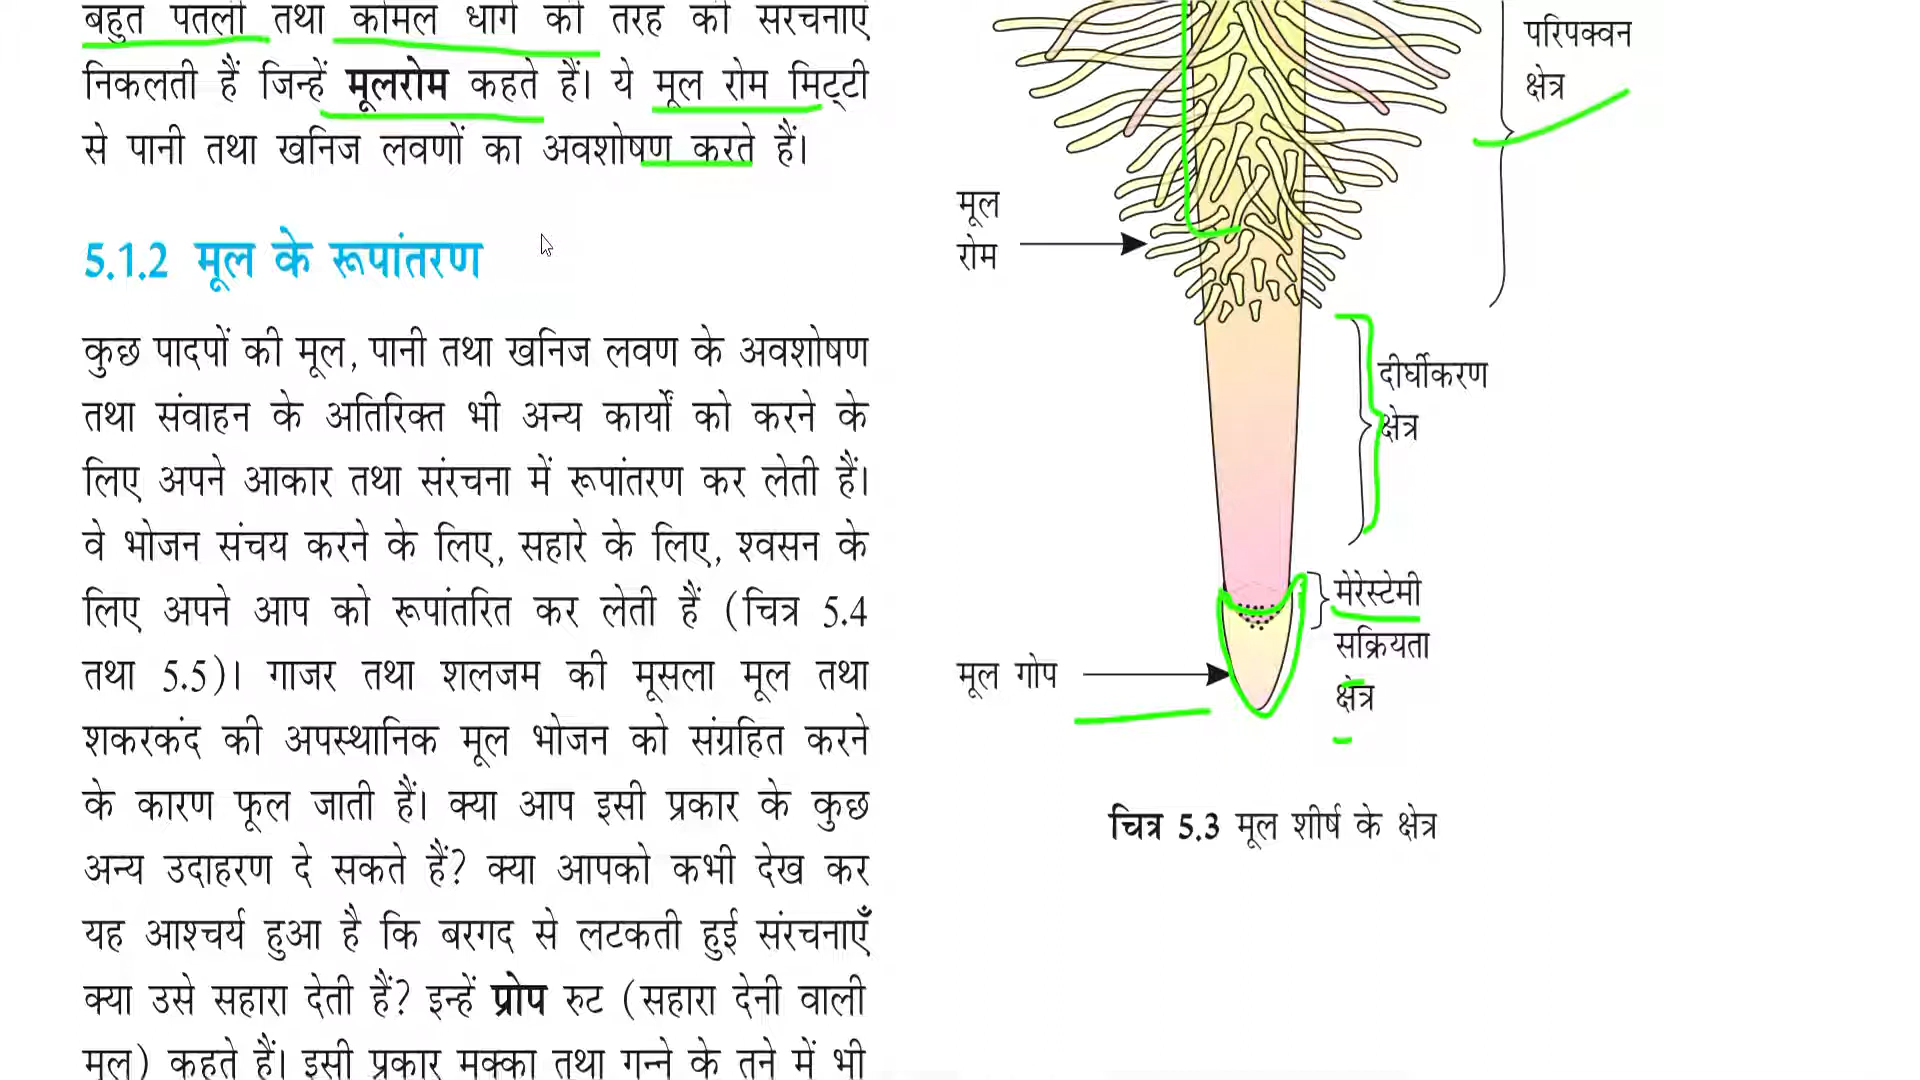 बहुत पतली तथा कोमल धागे की तरह की संरचनाएँ
निकलती हैं जिन्हें मूलरोम कहते हैं। ये मूल रोम मिट्टी
से पानी तथा खनिज लवणों का अवशोषण करते हैं।
5.1.2 मूल के रूपांतरण
कुछ पादपों की मूल, पानी तथा खनिज लवण के अवशोषण
तथा संवाहन के अतिरिक्त भी अन्य कार्यों को करने के
लिए अपने आकार तथा संरचना में रूपांतरण कर लेती हैं।
वे भोजन संचय करने के लिए, सहारे के लिए, श्वसन के
लिए अपने आप को रूपांतरित कर लेती हैं (चित्र 5.4
तथा 5.5)। गाजर तथा शलजम की मूसला मूल तथा
शकरकंद की अपस्थानिक मूल भोजन को संग्रहित करने
के कारण फूल जाती हैं। क्या आप इसी प्रकार के कुछ
अन्य उदाहरण दे सकते हैं? क्या आपको कभी देख कर
यह आश्चर्य हुआ है कि बरगद से लटकती हुई संरचनाएँ
क्या उसे सहारा देती हैं? इन्हें प्रोप रुट (सहारा देनी वाली
मूल) कहते हैं। इसी प्रकार मक्का तथा गन्ने के तने में भी
परिपक्वन
क्षेत्र
मूल
रोम
दीर्घीकरण
क्षेत्र
मेरेस्टेमी
सक्रियता
क्षेत्र
मूल गोप
चित्र 5.3 मूल शीर्ष के क्षेत्र